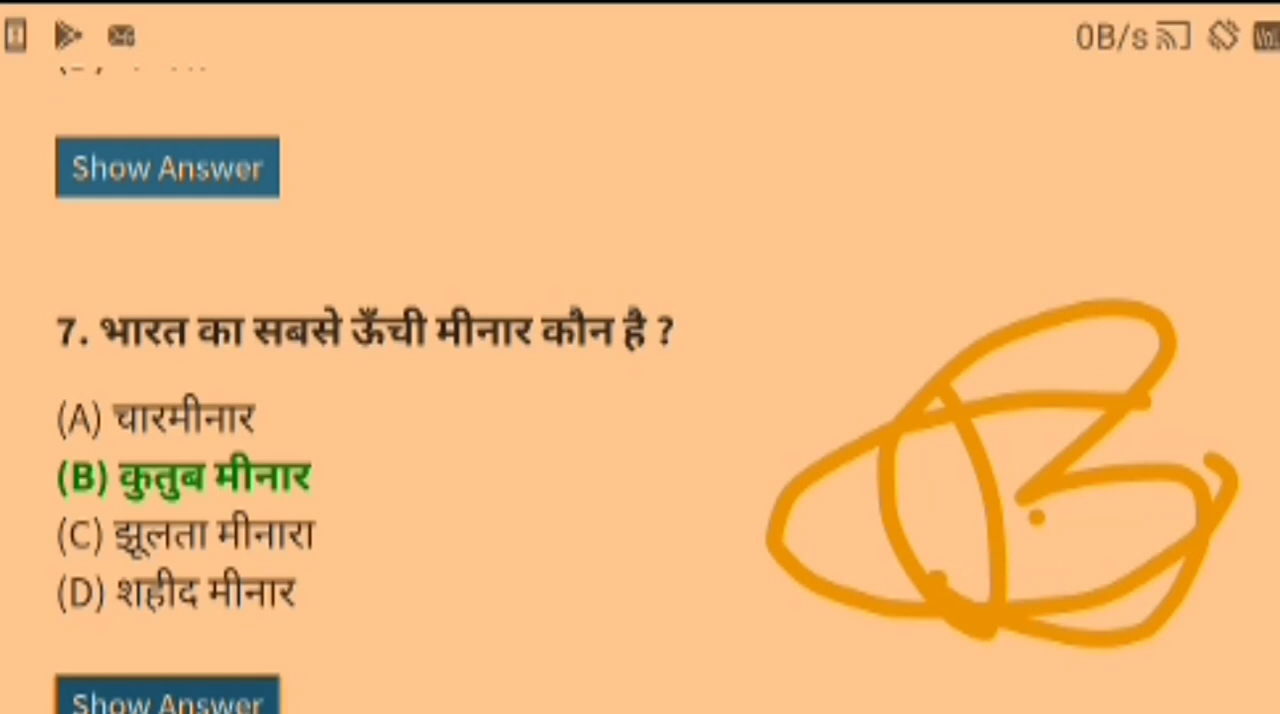 0B/s
Show Answer
7. भारत का सबसे ऊँची मीनार कौन है ?
(A) चारमीनार
(B) कुतुब मीनार
(C) झूलता मीनारा
(D) शहीद मीनार
B
Show Answer